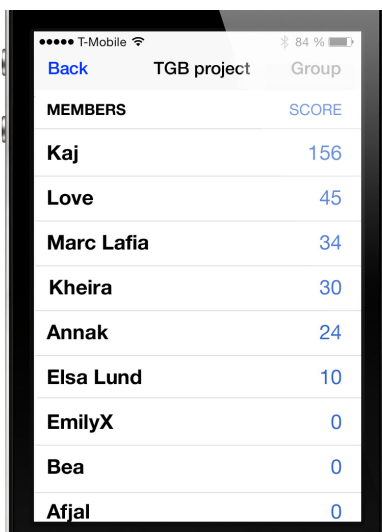 T-Mobile 84 %
Back TGB project Group
MEMBERS SCORE
Kaj 156
Love 45
Marc Lafia 34
Kheira 30
Annak 24
Elsa Lund 10
EmilyX 0
Bea 0
Afjal 0